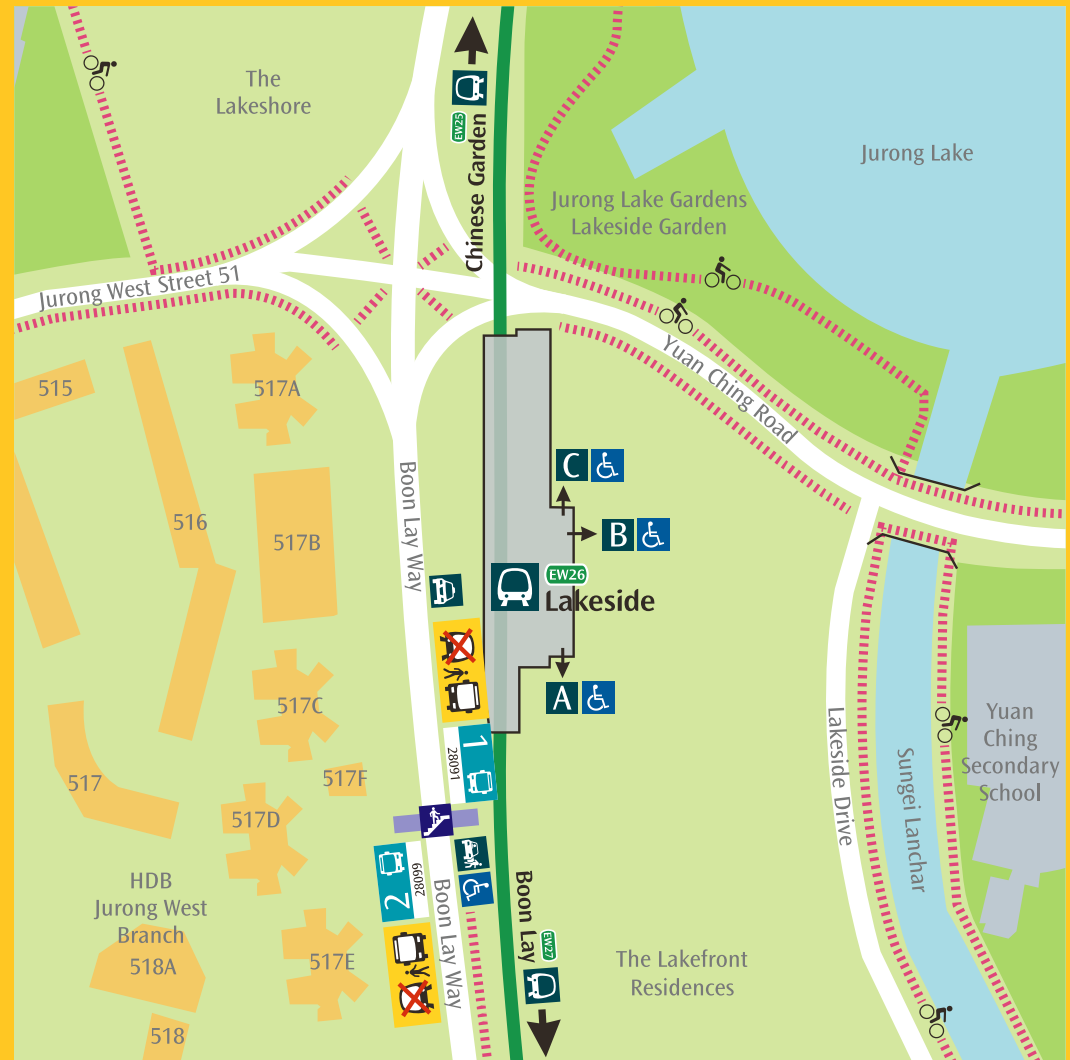 The
Lakeshore
EW25
Chinese Garden
Jurong Lake
Jurong Lake Gardens
Lakeside Garden
Jurong West Street 51
Yuan Ching Road
515
517A
516
517B
Boon Lay Way
C
B
EW26
Lakeside
A
517C
1
28091
517
517F
517D
Lakeside Drive
Sungei Lanchar
Yuan
Ching
Secondary
School
2
28099
HDB
Jurong West
Branch
518A
517E
518
Boon Lay Way
Boon Lay
EW27
The Lakefront
Residences